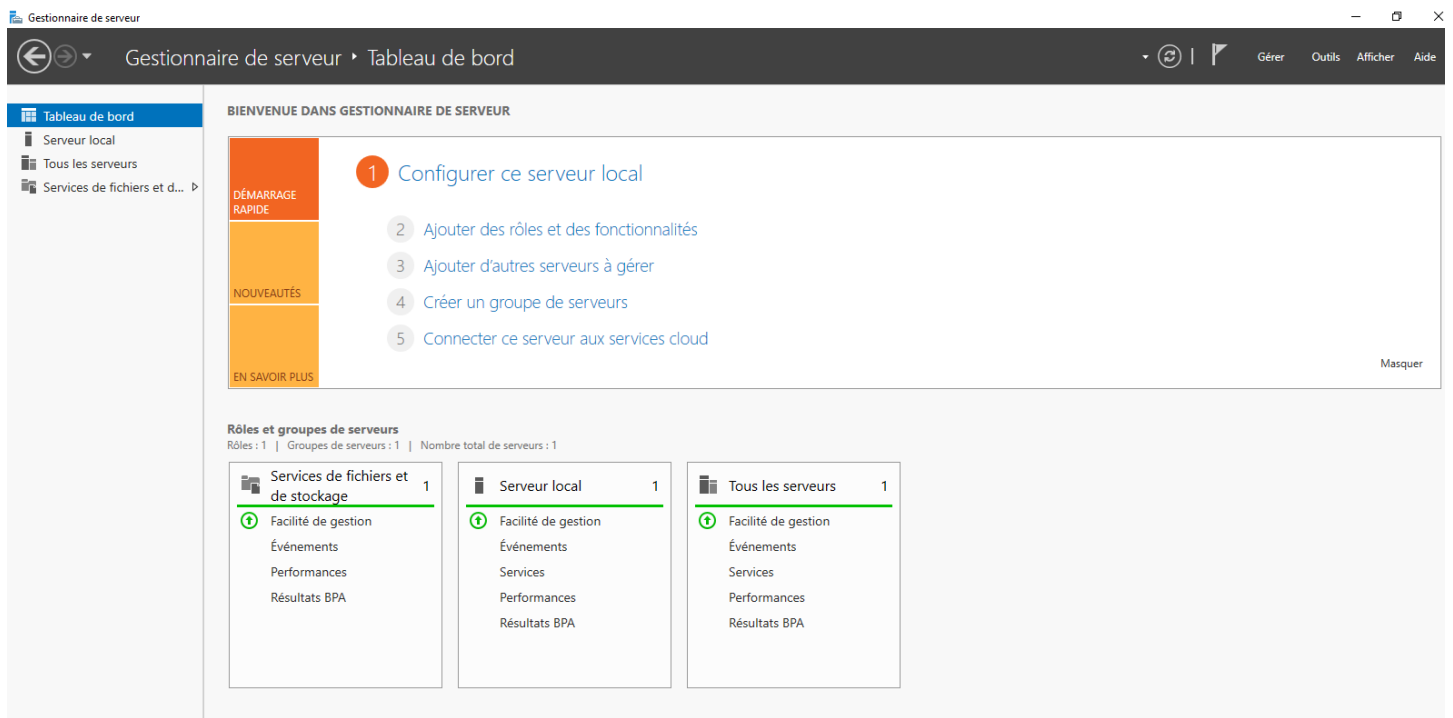 Gestionnaire de serveur
Gestionnaire de serveur ‣ Tableau de bord
Gérer Outils Afficher Aide
Tableau de bord
Serveur local
Tous les serveurs
Services de fichiers et d...
BIENVENUE DANS GESTIONNAIRE DE SERVEUR
DÉMARRAGE
RAPIDE
NOUVEAUTÉS
EN SAVOIR PLUS
1 Configurer ce serveur local
2 Ajouter des rôles et des fonctionnalités
3 Ajouter d'autres serveurs à gérer
4 Créer un groupe de serveurs
5 Connecter ce serveur aux services cloud
Masquer
Rôles et groupes de serveurs
Rôles : 1 | Groupes de serveurs : 1 | Nombre total de serveurs : 1
Services de fichiers et
de stockage 1
Facilité de gestion
Événements
Performances
Résultats BPA
Serveur local 1
Facilité de gestion
Événements
Services
Performances
Résultats BPA
Tous les serveurs 1
Facilité de gestion
Événements
Services
Performances
Résultats BPA